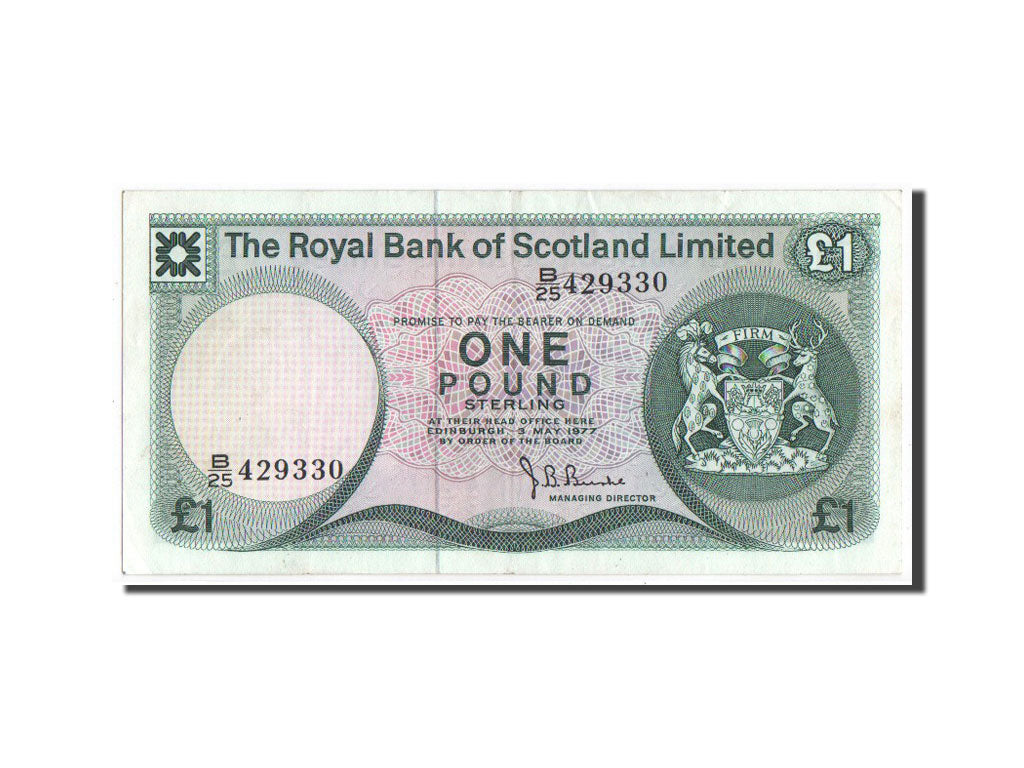 The Royal Bank of Scotland Limited
£1
B/25 429330
PROMISE TO PAY THE BEARER ON DEMAND
ONE
POUND
STERLING
AT THEIR HEAD OFFICE HERE
EDINBURGH, 3 MAY 1977
BY ORDER OF THE BOARD
FIRM
B/25 429330
J. B. Burke
MANAGING DIRECTOR
£1
£1